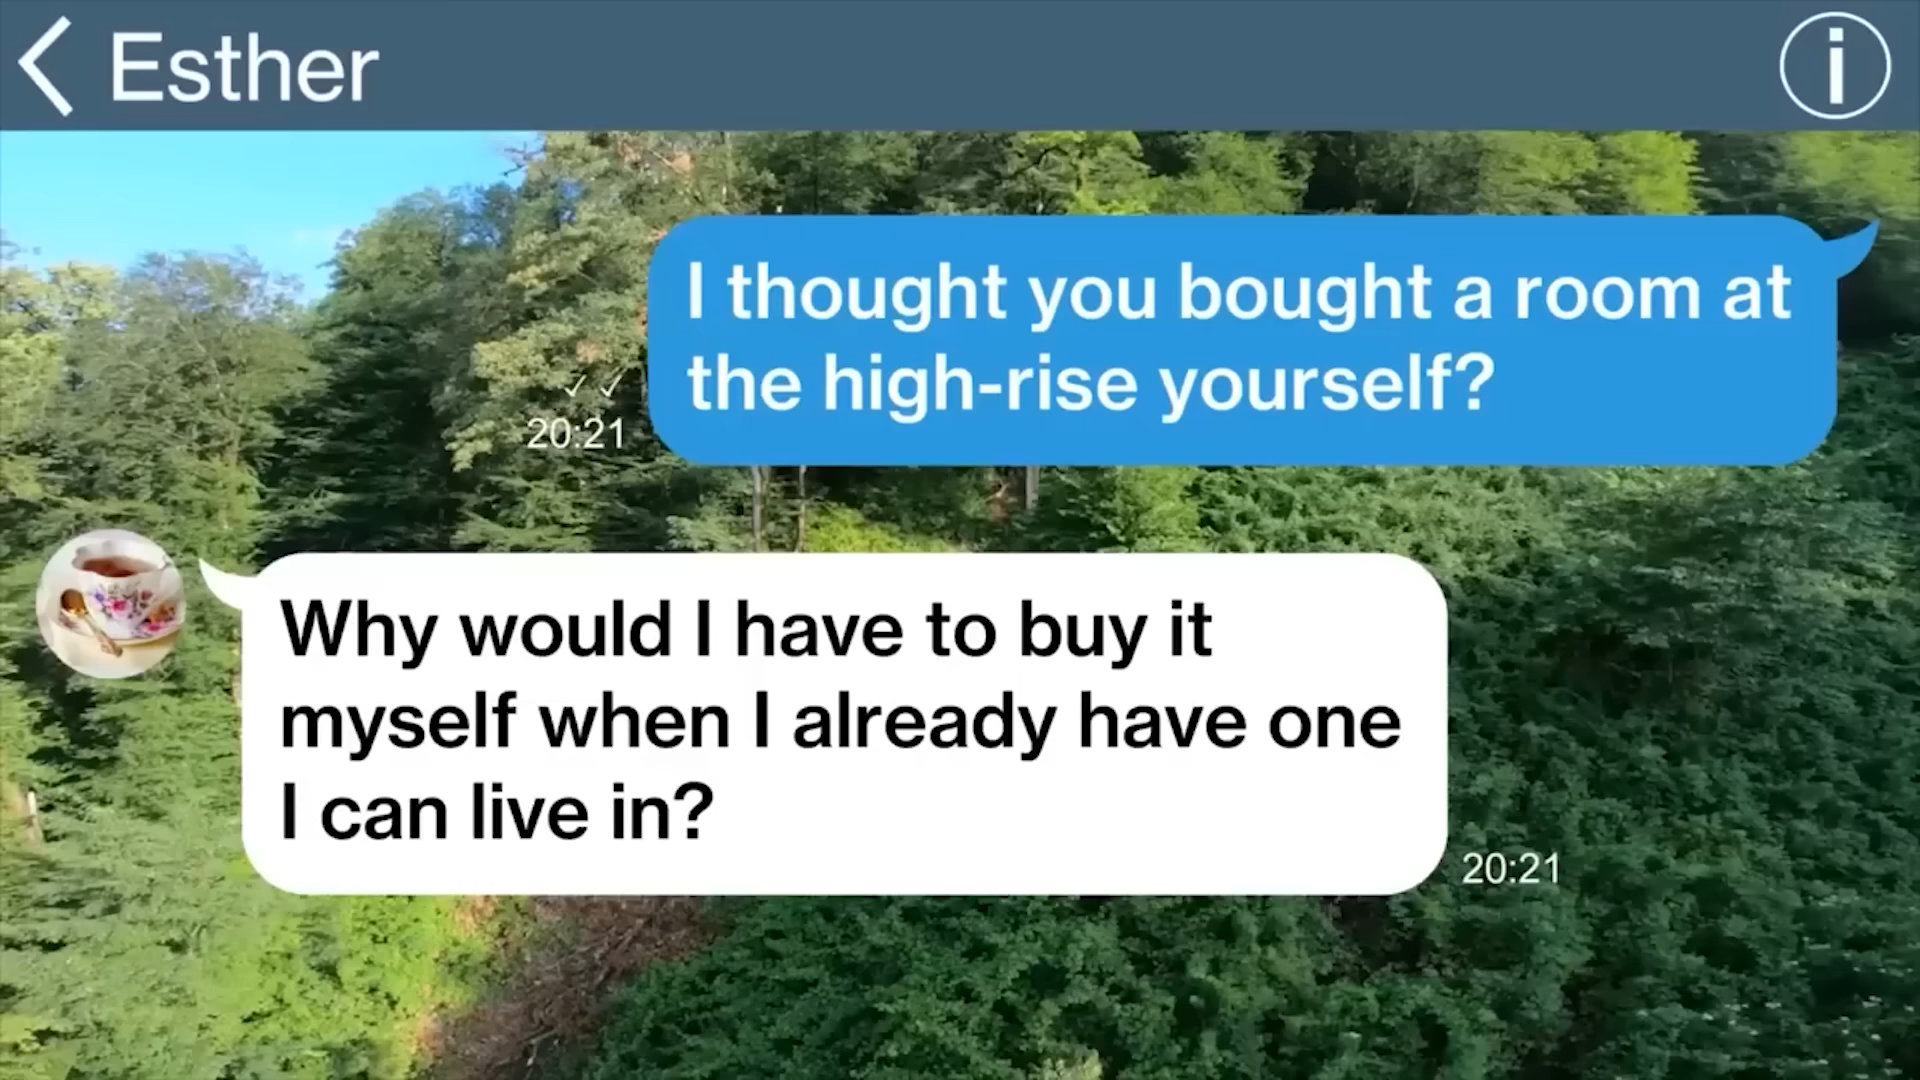 Esther
I thought you bought a room at
the high-rise yourself?
20:21
Why would I have to buy it
myself when I already have one
I can live in?
20:21